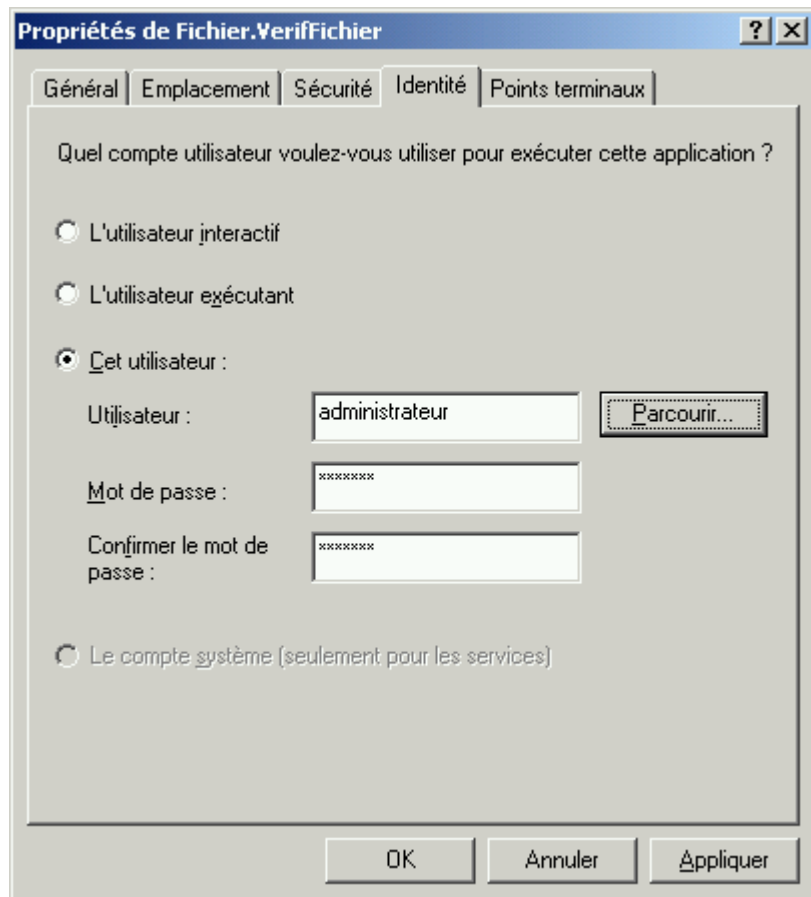 Propriétés de Fichier.VerifFichier
Général Emplacement Sécurité Identité Points terminaux
Quel compte utilisateur voulez-vous utiliser pour exécuter cette application ?
L'utilisateur interactif
L'utilisateur exécutant
Cet utilisateur :
Utilisateur : administrateur Parcourir...
Mot de passe : xxxxxxx
Confirmer le mot de
passe : xxxxxxx
Le compte système (seulement pour les services)
OK Annuler Appliquer